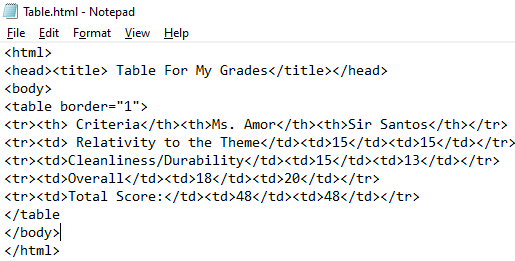 Table.html - Notepad
File Edit Format View Help
<html>
<head><title> Table For My Grades</title></head>
<body>
<table border="1">
<tr><th> Criteria</th><th>Ms. Amor</th><th>Sir Santos</th></tr>
<tr><td> Relativity to the Theme</td><td>15</td><td>15</td></tr>
<tr><td>Cleanliness/Durability</td><td>15</td><td>13</td></tr>
<tr><td>Overall</td><td>18</td><td>20</td></tr>
<tr><td>Total Score:</td><td>48</td><td>48</td></tr>
</table
</body>
</html>